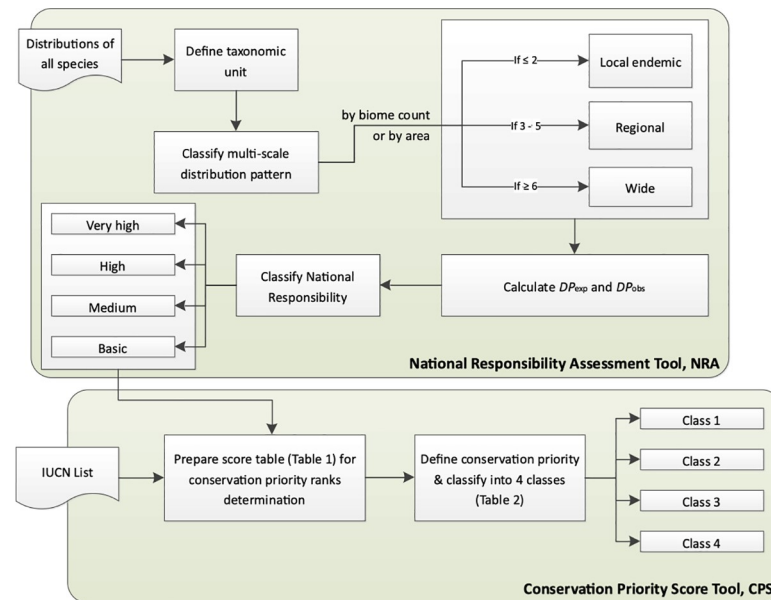 Distributions of
all species
Define taxonomic
unit
Classify multi-scale
distribution pattern
by biome count
or by area
If ≤ 2
Local endemic
If 3 - 5
Regional
If ≥ 6
Wide
Calculate DPexp and DPobs
Classify National
Responsibility
Very high
High
Medium
Basic
National Responsibility Assessment Tool, NRA
IUCN List
Prepare score table (Table 1) for
conservation priority ranks
determination
Define conservation priority
& classify into 4 classes
(Table 2)
Class 1
Class 2
Class 3
Class 4
Conservation Priority Score Tool, CPS